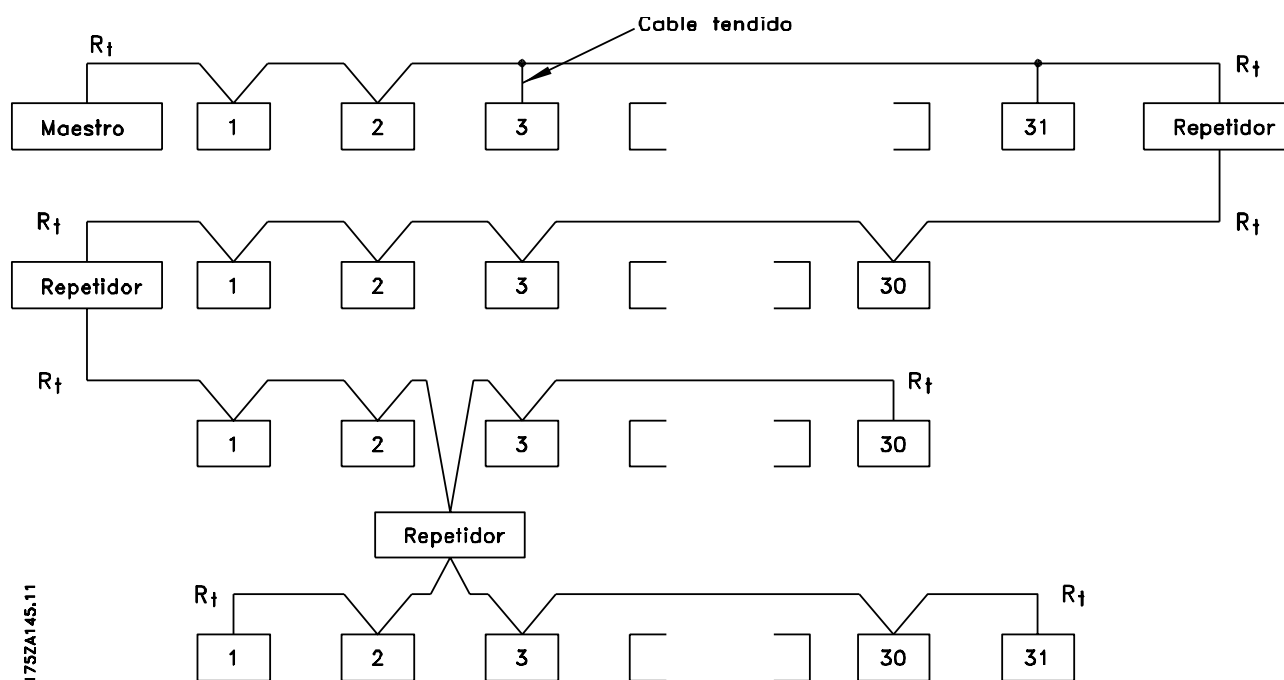 Cable tendido
Rt Rt
Maestro 1 2 3 31 Repetidor
Rt Rt
Repetidor 1 2 3 30
Rt Rt
1 2 3 30
Repetidor
Rt Rt
1 2 3 30 31
175ZA145.11